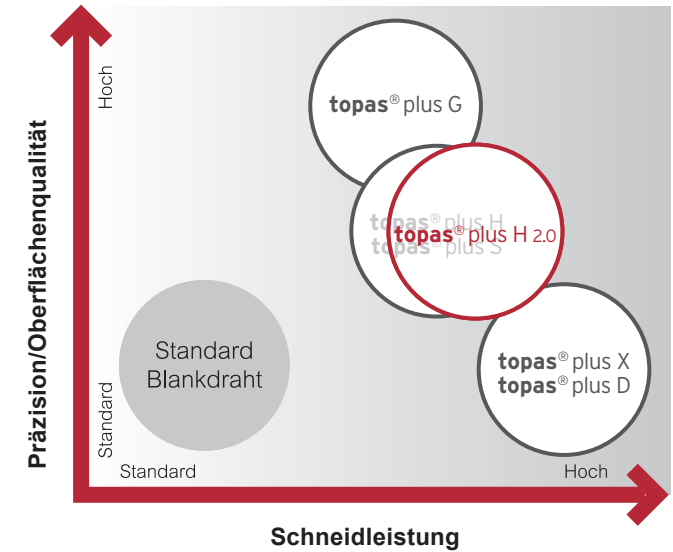 Präzision/Oberflächenqualität
Hoch
Standard
topas® plus G
topas® plus H
topas® plus S
topas® plus H 2.0
Standard
Blankdraht
topas® plus X
topas® plus D
Standard
Hoch
Schneidleistung